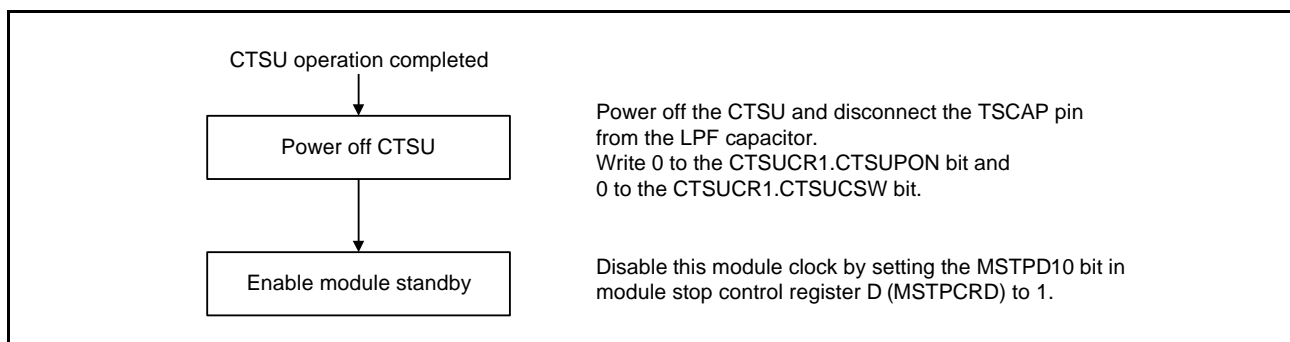 CTSU operation completed
Power off CTSU
Power off the CTSU and disconnect the TSCAP pin
from the LPF capacitor.
Write 0 to the CTSUCR1.CTSUPON bit and
0 to the CTSUCR1.CTSUCSW bit.
Enable module standby
Disable this module clock by setting the MSTPD10 bit in
module stop control register D (MSTPCRD) to 1.